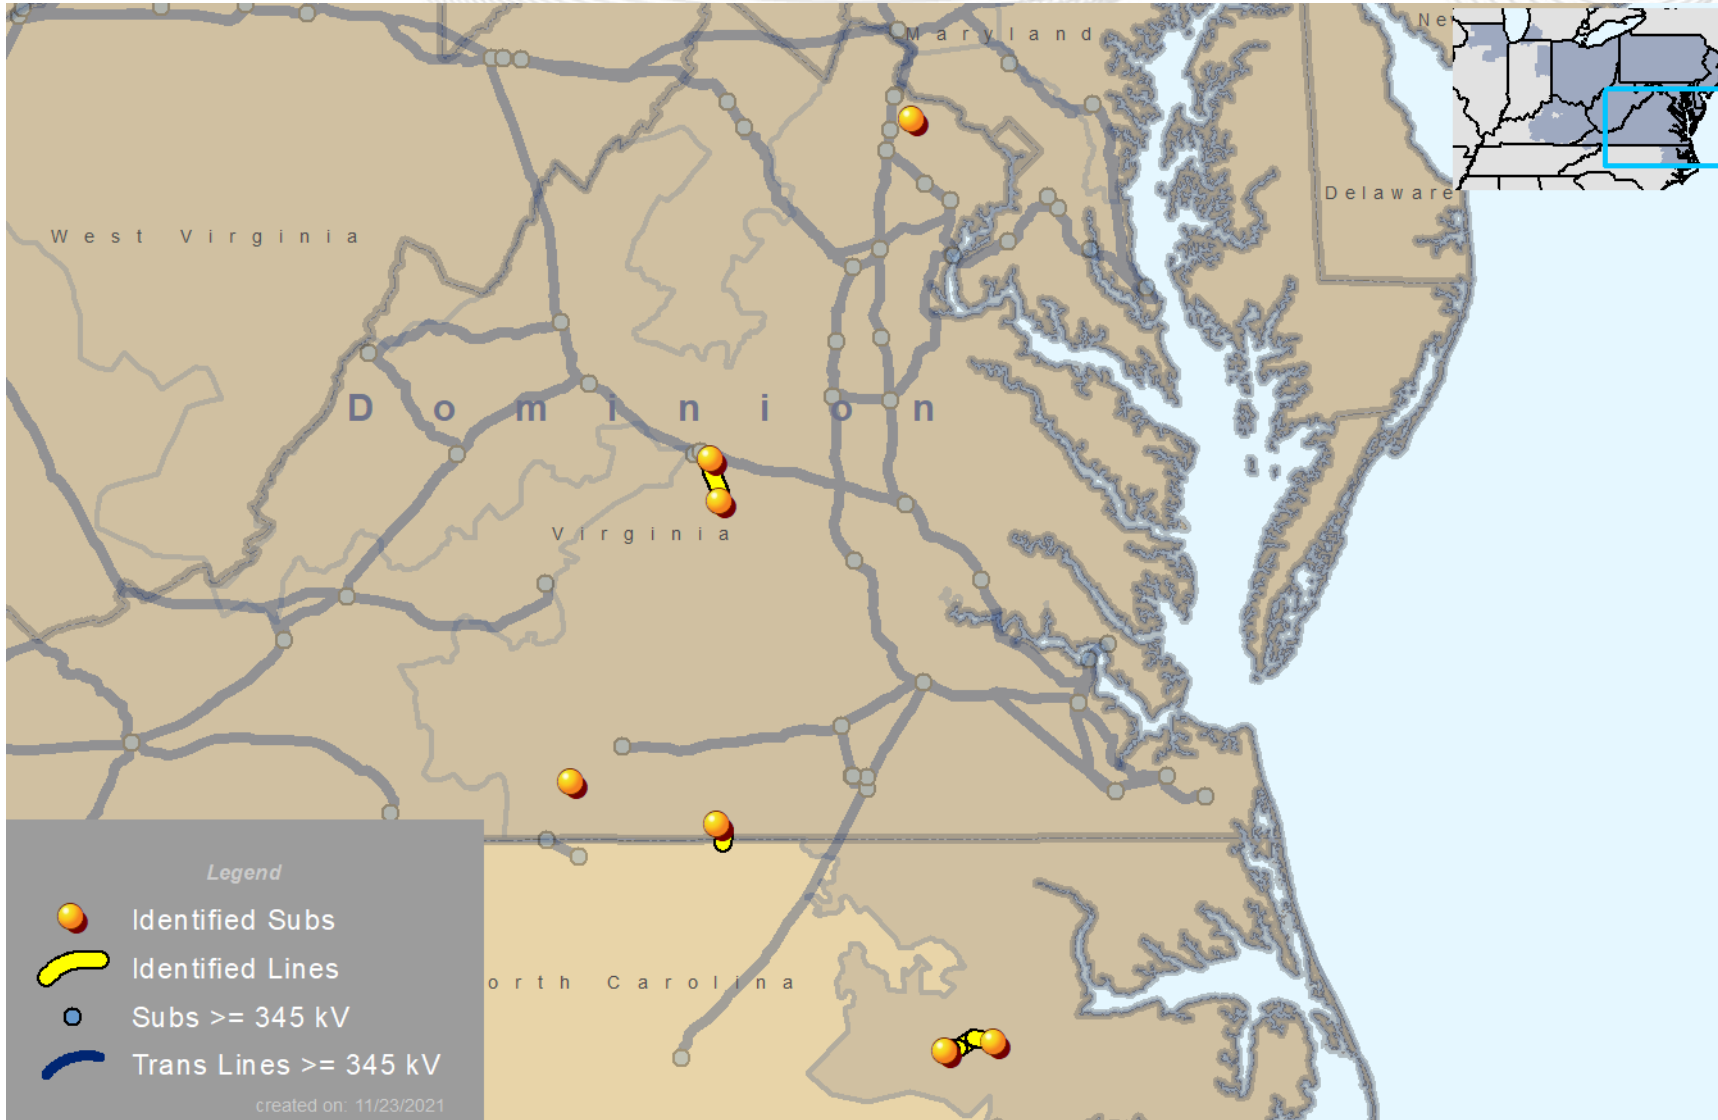 Maryland
Ne
Delaware
West Virginia
Dominion
Virginia
orth Carolina
Legend
Identified Subs
Identified Lines
Subs >= 345 kV
Trans Lines >= 345 kV
created on: 11/23/2021